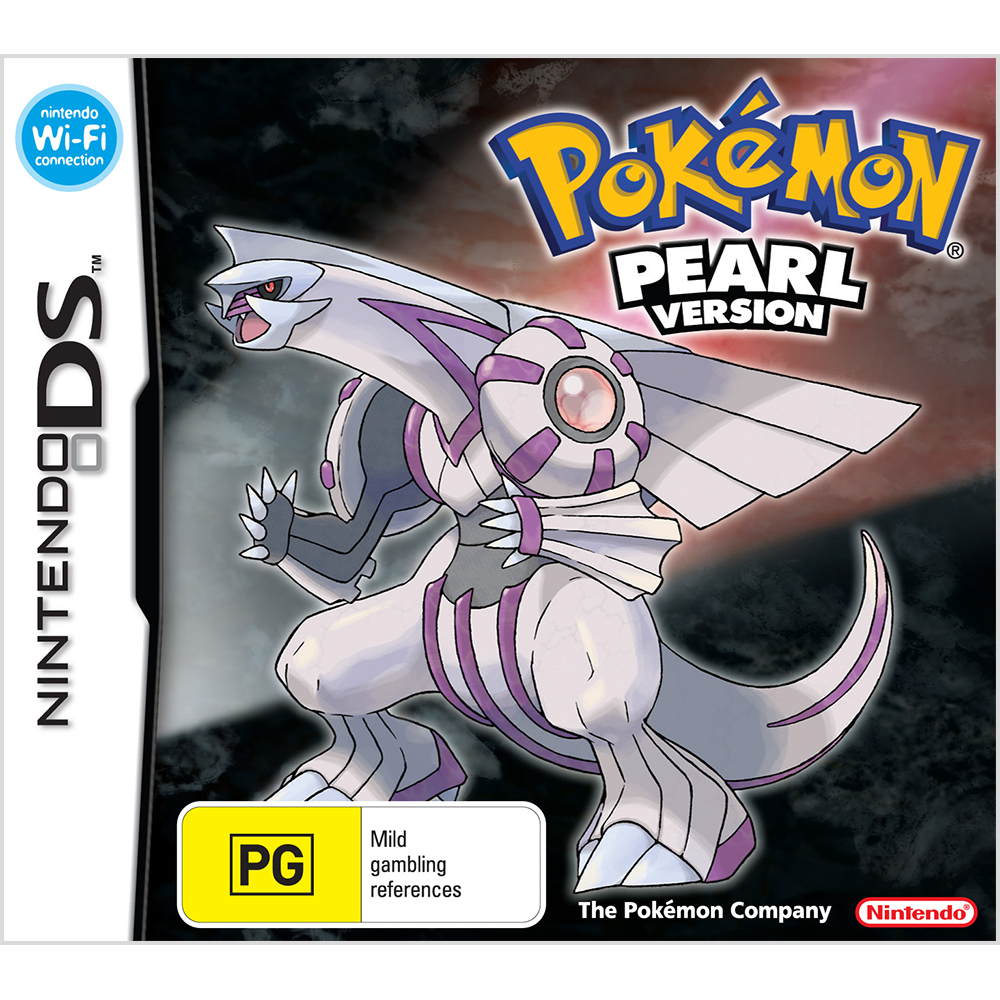 nintendo
Wi-Fi
connection
NINTENDO DS™
POKéMON®
PEARL
VERSION
PG
Mild
gambling
references
The Pokémon Company
Nintendo®